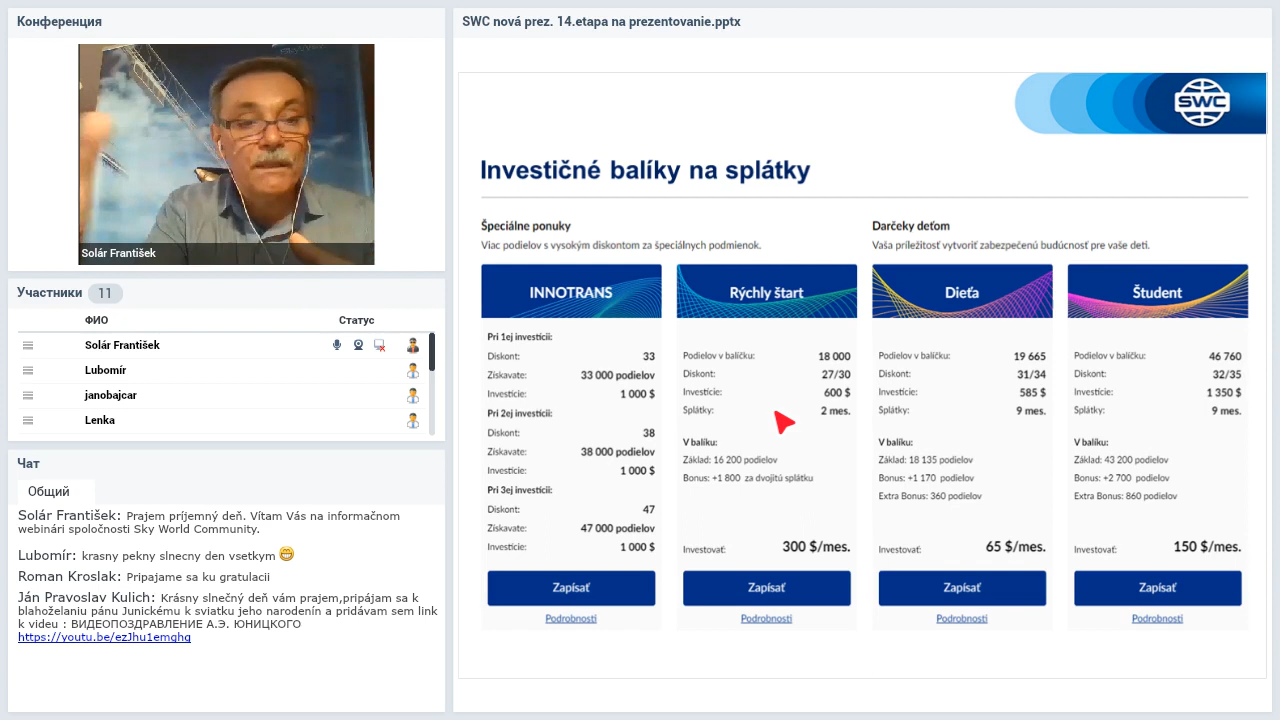 Конференция
Solár František
Участники 11
ФИО Статус
Solár František
Lubomír
janobajcar
Lenka
Чат
Общий
Solár František: Prajem príjemný deň. Vítam Vás na informačnom
webinári spoločnosti Sky World Community.
Lubomír: krasny pekny slnecny den vsetkym
Roman Kroslak: Pripajame sa ku gratulacii
Ján Pravoslav Kulich: Krásny slnečný deň vám prajem,pripájam sa k
blahoželaniu pánu Junickému k sviatku jeho narodenín a pridávam sem link
k videu : ВИДЕОПОЗДРАВЛЕНИЕ А.Э. ЮНИЦКОГО
https://youtu.be/ezJhu1emghg
SWC nová prez. 14.etapa na prezentovanie.pptx
SWC
Investičné balíky na splátky
Špeciálne ponuky
Viac podielov s vysokým diskontom za špeciálnych podmienok.
Darčeky deťom
Vaša príležitosť vytvoriť zabezpečenú budúcnosť pre vaše deti.
INNOTRANS
Pri 1ej investícii:
Diskont: 33
Získavate: 33 000 podielov
Investície: 1 000 $
Pri 2ej investícii:
Diskont: 38
Získavate: 38 000 podielov
Investície: 1 000 $
Pri 3ej investícii:
Diskont: 47
Získavate: 47 000 podielov
Investície: 1 000 $
Zapísať
Podrobnosti
Rýchly štart
Podielov v balíčku: 18 000
Diskont: 27/30
Investície: 600 $
Splátky: 2 mes.
V balíku:
Základ: 16 200 podielov
Bonus: +1 800 za dvojitú splátku
Investovať: 300 $/mes.
Zapísať
Podrobnosti
Dieťa
Podielov v balíčku: 19 665
Diskont: 31/34
Investície: 585 $
Splátky: 9 mes.
V balíku:
Základ: 18 135 podielov
Bonus: +1 170 podielov
Extra Bonus: 360 podielov
Investovať: 65 $/mes.
Zapísať
Podrobnosti
Študent
Podielov v balíčku: 46 760
Diskont: 32/35
Investície: 1 350 $
Splátky: 9 mes.
V balíku:
Základ: 43 200 podielov
Bonus: +2 700 podielov
Extra Bonus: 860 podielov
Investovať: 150 $/mes.
Zapísať
Podrobnosti